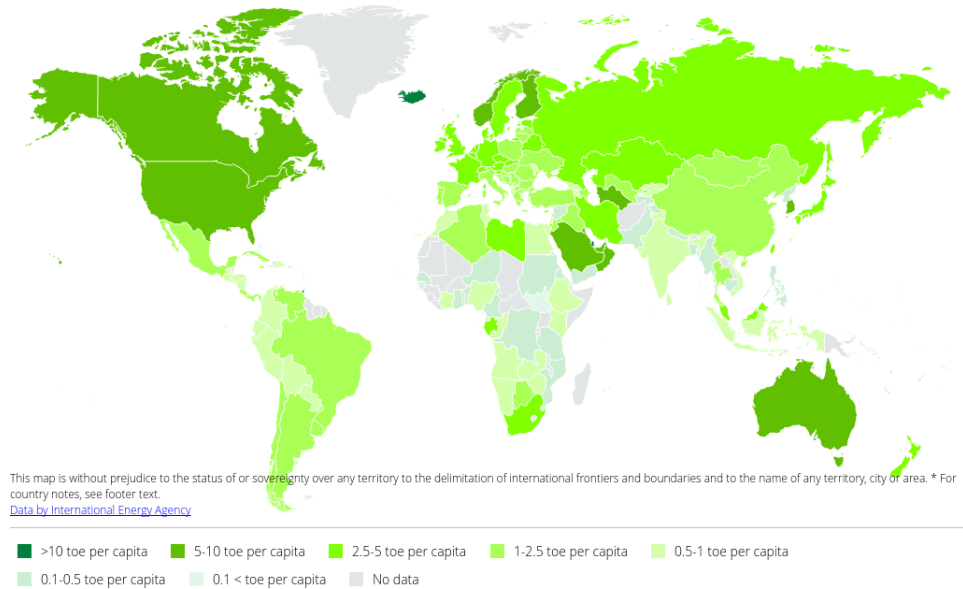 This map is without prejudice to the status of or sovereignty over any territory to the delimitation of international frontiers and boundaries and to the name of any territory, city or area. * For
country notes, see footer text.
Data by International Energy Agency
>10 toe per capita 5-10 toe per capita 2.5-5 toe per capita 1-2.5 toe per capita 0.5-1 toe per capita
0.1-0.5 toe per capita 0.1 < toe per capita No data